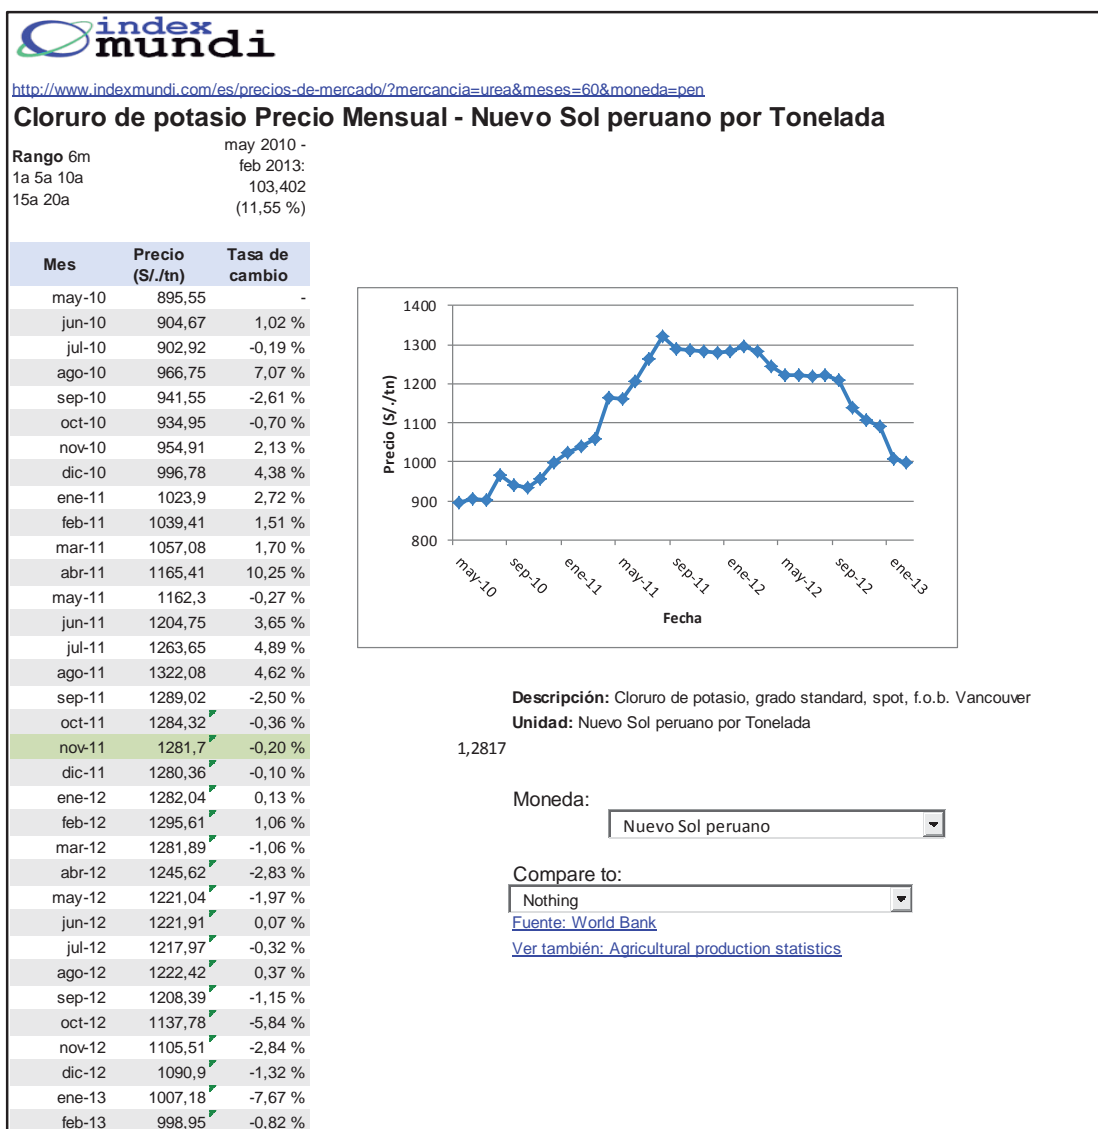 index
mundi
http://www.indexmundi.com/es/precios-de-mercado/?mercancia=urea&meses=60&moneda=pen
Cloruro de potasio Precio Mensual - Nuevo Sol peruano por Tonelada
Rango 6m
1a 5a 10a
15a 20a
may 2010 -
feb 2013:
103,402
(11,55 %)
Mes Precio (S/./tn) Tasa de cambio
may-10 895,55 -
jun-10 904,67 1,02 %
jul-10 902,92 -0,19 %
ago-10 966,75 7,07 %
sep-10 941,55 -2,61 %
oct-10 934,95 -0,70 %
nov-10 954,91 2,13 %
dic-10 996,78 4,38 %
ene-11 1023,9 2,72 %
feb-11 1039,41 1,51 %
mar-11 1057,08 1,70 %
abr-11 1165,41 10,25 %
may-11 1162,3 -0,27 %
jun-11 1204,75 3,65 %
jul-11 1263,65 4,89 %
ago-11 1322,08 4,62 %
sep-11 1289,02 -2,50 %
oct-11 1284,32 -0,36 %
nov-11 1281,7 -0,20 %
dic-11 1280,36 -0,10 %
ene-12 1282,04 0,13 %
feb-12 1295,61 1,06 %
mar-12 1281,89 -1,06 %
abr-12 1245,62 -2,83 %
may-12 1221,04 -1,97 %
jun-12 1221,91 0,07 %
jul-12 1217,97 -0,32 %
ago-12 1222,42 0,37 %
sep-12 1208,39 -1,15 %
oct-12 1137,78 -5,84 %
nov-12 1105,51 -2,84 %
dic-12 1090,9 -1,32 %
ene-13 1007,18 -7,67 %
feb-13 998,95 -0,82 %
Precio (S/./tn)
1400
1300
1200
1100
1000
900
800
may-10 sep-10 ene-11 may-11 sep-11 ene-12 may-12 sep-12 ene-13
Fecha
Descripción: Cloruro de potasio, grado standard, spot, f.o.b. Vancouver
Unidad: Nuevo Sol peruano por Tonelada
1,2817
Moneda:
Nuevo Sol peruano
Compare to:
Nothing
Fuente: World Bank
Ver también: Agricultural production statistics